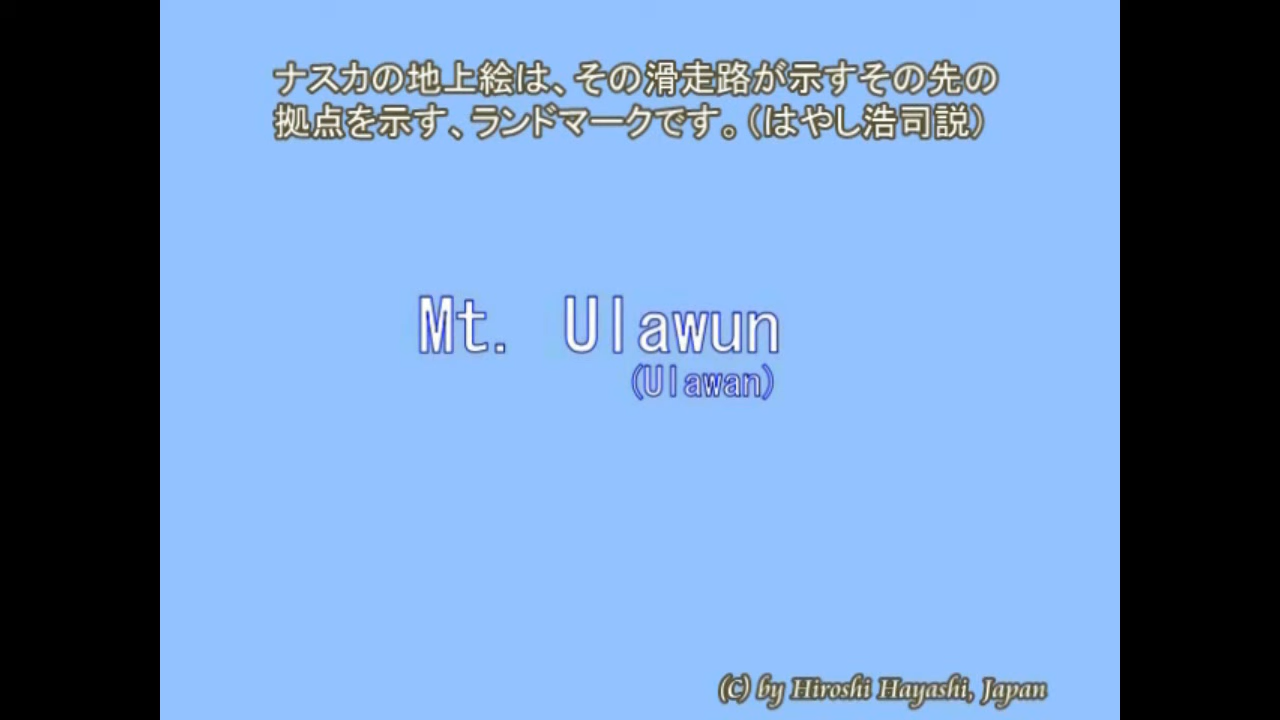 ナスカの地上絵は、その滑走路が示すその先の
拠点を示す、ランドマークです。（はやし浩司説）
Mt. Ulawun
(Ulawan)
(C) by Hiroshi Hayashi, Japan